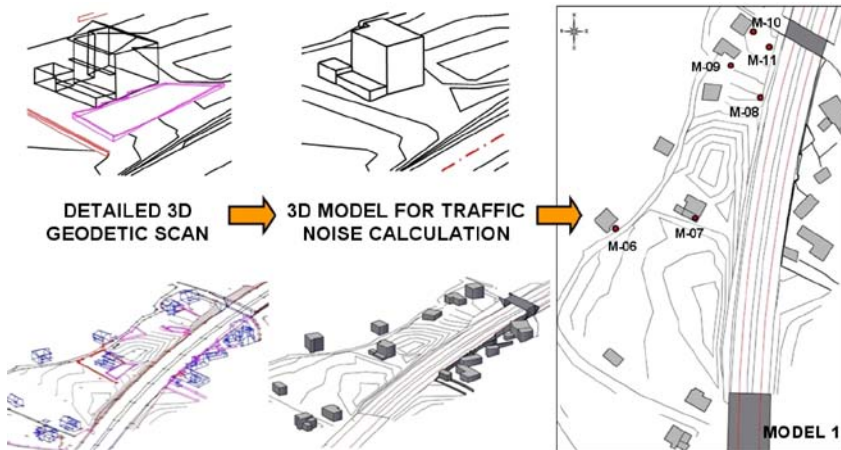 DETAILED 3D
GEODETIC SCAN
3D MODEL FOR TRAFFIC
NOISE CALCULATION
M-10
M-11
M-09
M-08
M-07
M-06
MODEL 1